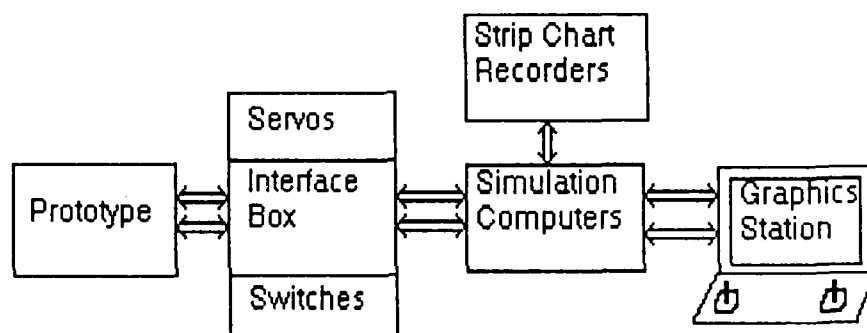 Strip Chart
Recorders
Servos
Prototype
Interface
Box
Simulation
Computers
Graphics
Station
Switches